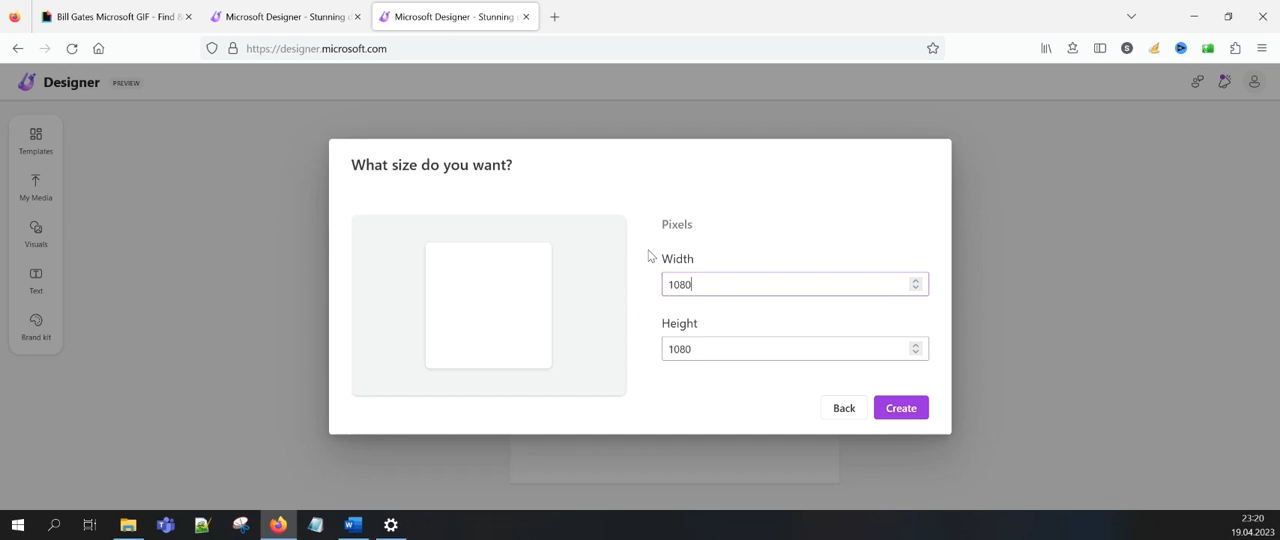 Bill Gates Microsoft GIF - Find &
Microsoft Designer - Stunning
Microsoft Designer - Stunning
https://designer.microsoft.com
S
Designer
PREVIEW
Templates
My Media
Visuals
Text
Brand kit
What size do you want?
Pixels
Width
1080
Height
1080
Back
Create
23:20
19.04.2023